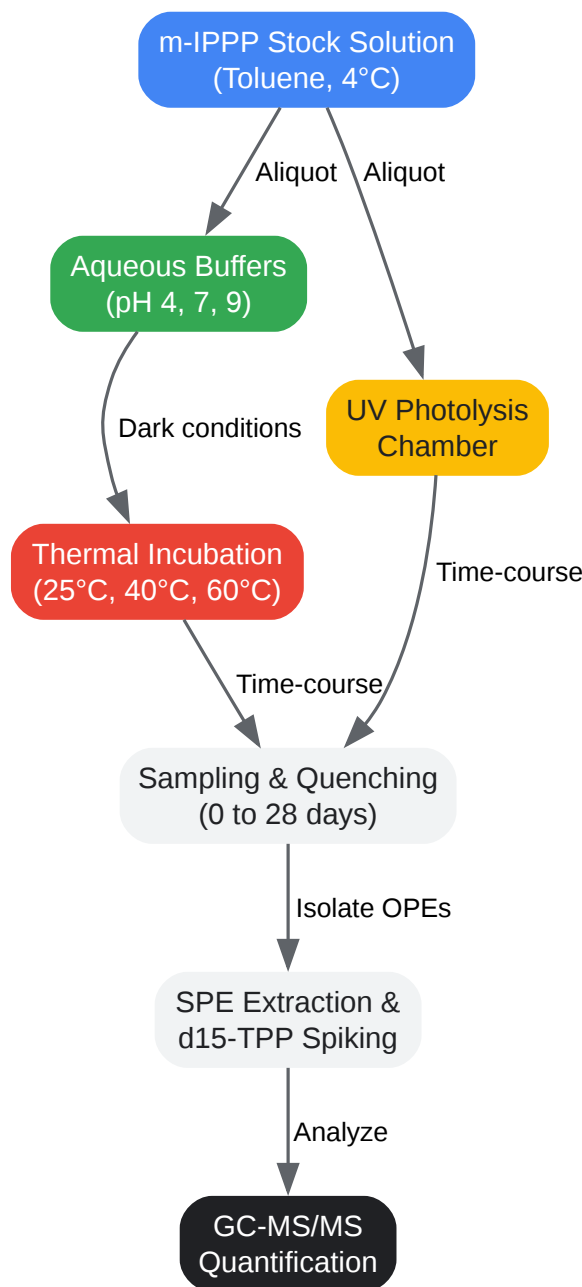 m-IPPP Stock Solution
(Toluene, 4°C)
Aliquot
Aliquot
Aqueous Buffers
(pH 4, 7, 9)
UV Photolysis
Chamber
Dark conditions
Thermal Incubation
(25°C, 40°C, 60°C)
Time-course
Time-course
Sampling & Quenching
(0 to 28 days)
Isolate OPEs
SPE Extraction &
d15-TPP Spiking
Analyze
GC-MS/MS
Quantification